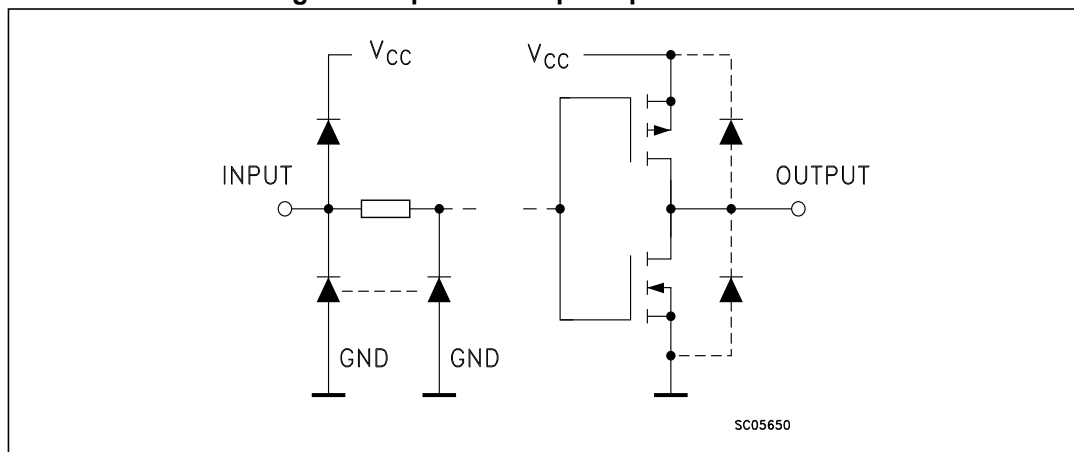 VCC
VCC
INPUT
OUTPUT
GND
GND
SC05650